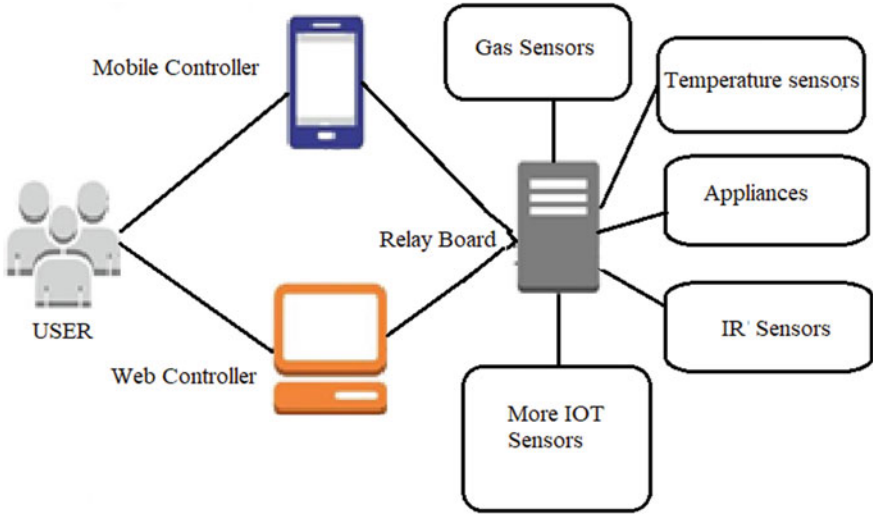 Gas Sensors
Mobile Controller
Temperature sensors
Appliances
Relay Board
USER
IR' Sensors
Web Controller
More IOT
Sensors